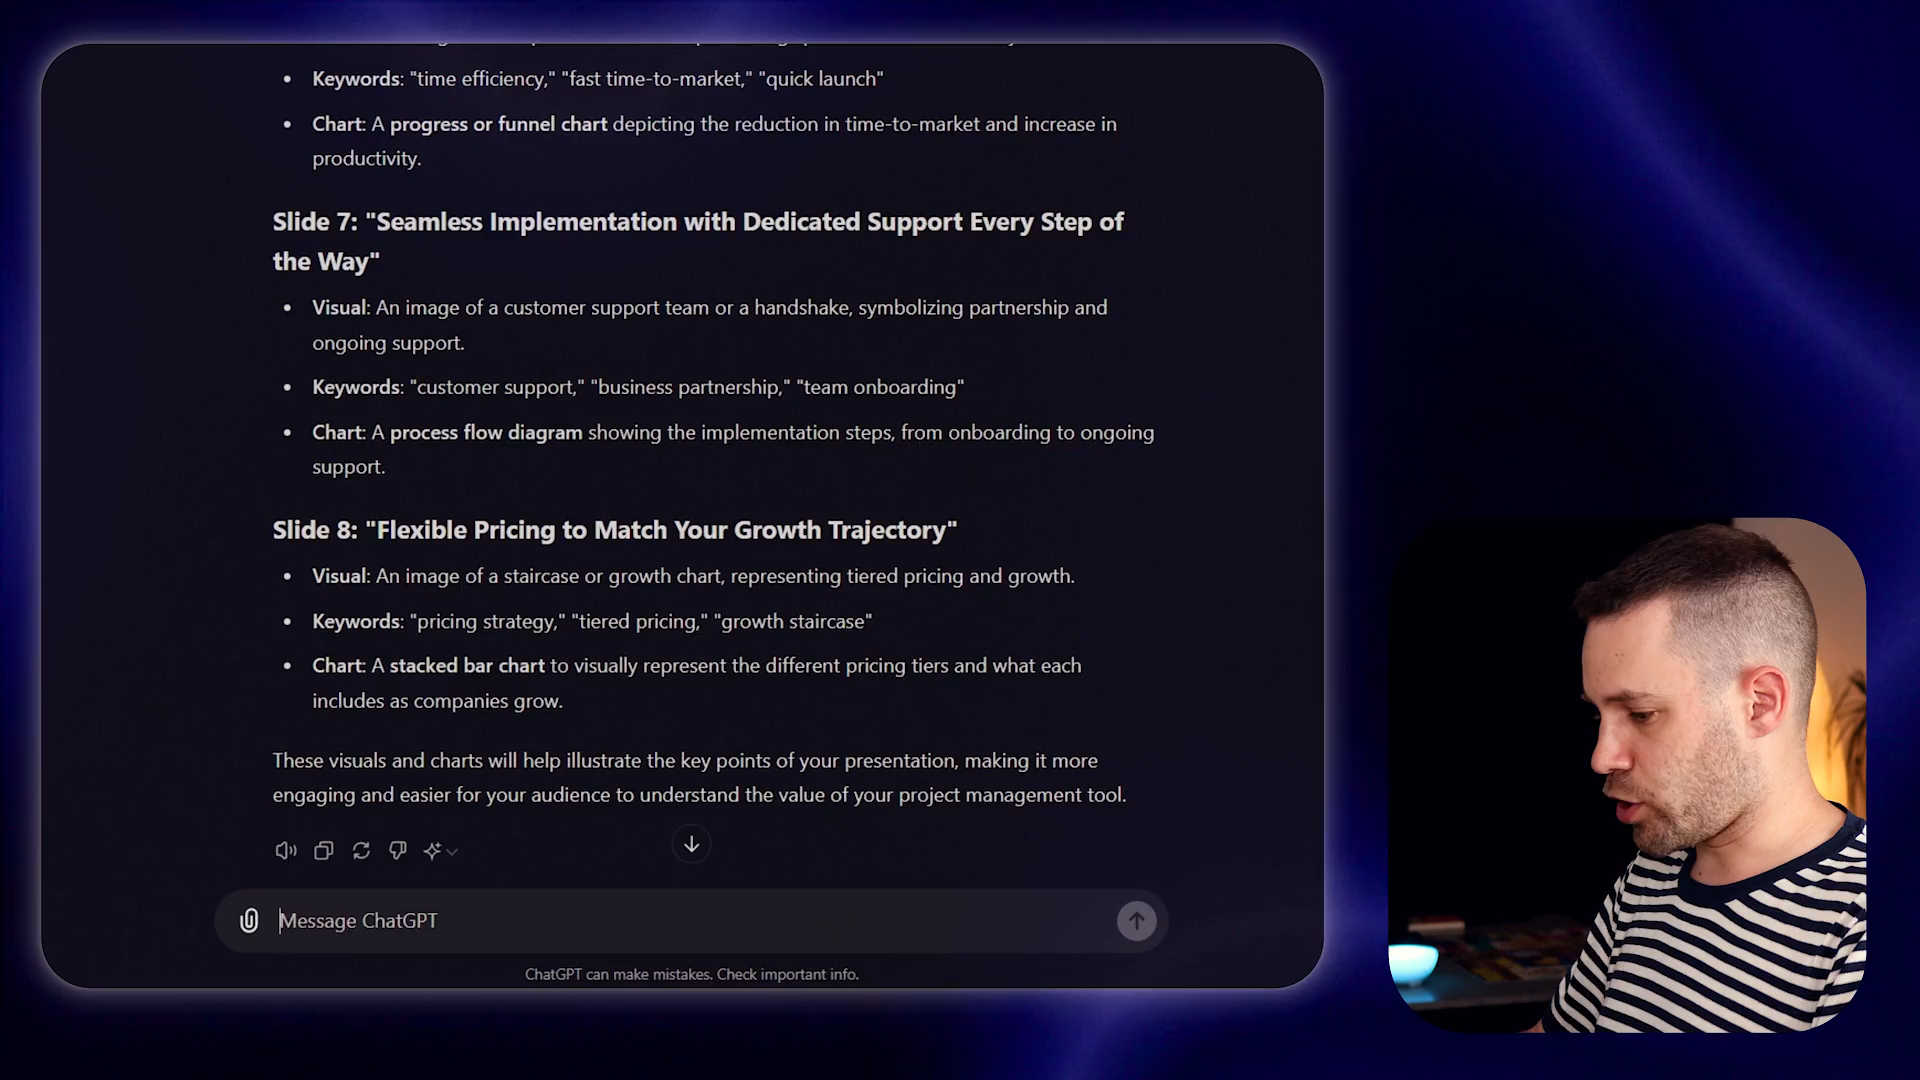 • Keywords: "time efficiency," "fast time-to-market," "quick launch"
• Chart: A progress or funnel chart depicting the reduction in time-to-market and increase in
productivity.
Slide 7: "Seamless Implementation with Dedicated Support Every Step of
the Way"
• Visual: An image of a customer support team or a handshake, symbolizing partnership and
ongoing support.
• Keywords: "customer support," "business partnership," "team onboarding"
• Chart: A process flow diagram showing the implementation steps, from onboarding to ongoing
support.
Slide 8: "Flexible Pricing to Match Your Growth Trajectory"
• Visual: An image of a staircase or growth chart, representing tiered pricing and growth.
• Keywords: "pricing strategy," "tiered pricing," "growth staircase"
• Chart: A stacked bar chart to visually represent the different pricing tiers and what each
includes as companies grow.
These visuals and charts will help illustrate the key points of your presentation, making it more
engaging and easier for your audience to understand the value of your project management tool.
Message ChatGPT
ChatGPT can make mistakes. Check important info.